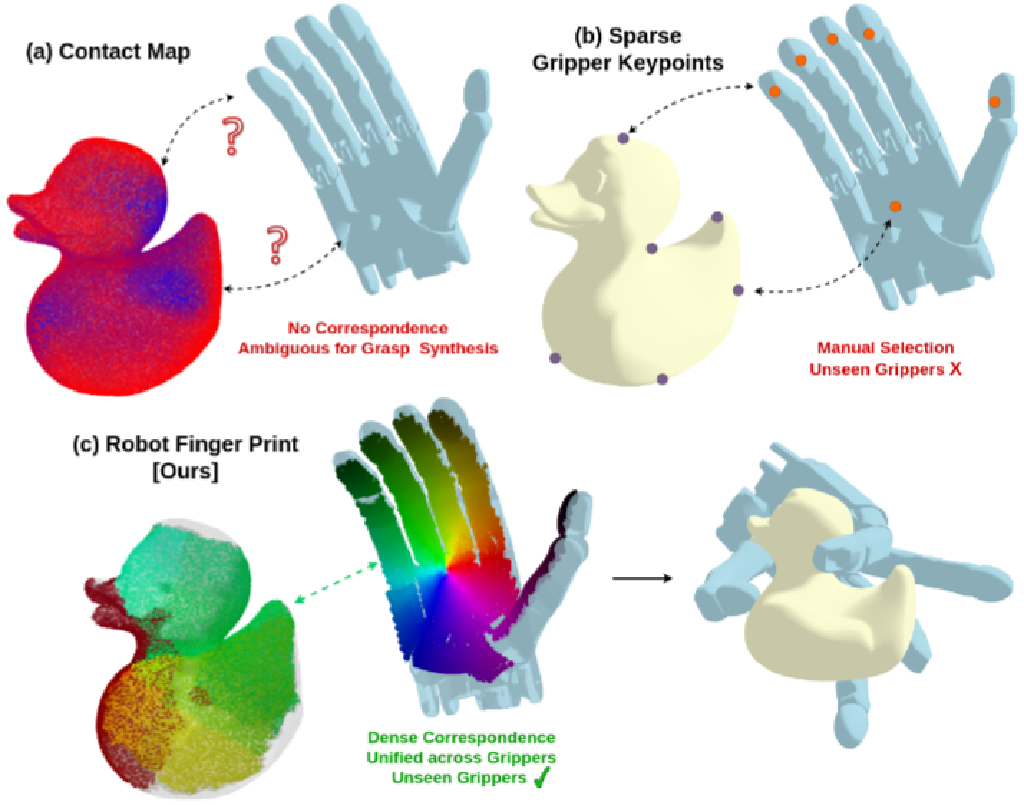 (a) Contact Map
?
?
No Correspondence
Ambiguous for Grasp Synthesis
(b) Sparse
Gripper Keypoints
Manual Selection
Unseen Grippers X
(c) Robot Finger Print
[Ours]
Dense Correspondence
Unified across Grippers
Unseen Grippers ✓